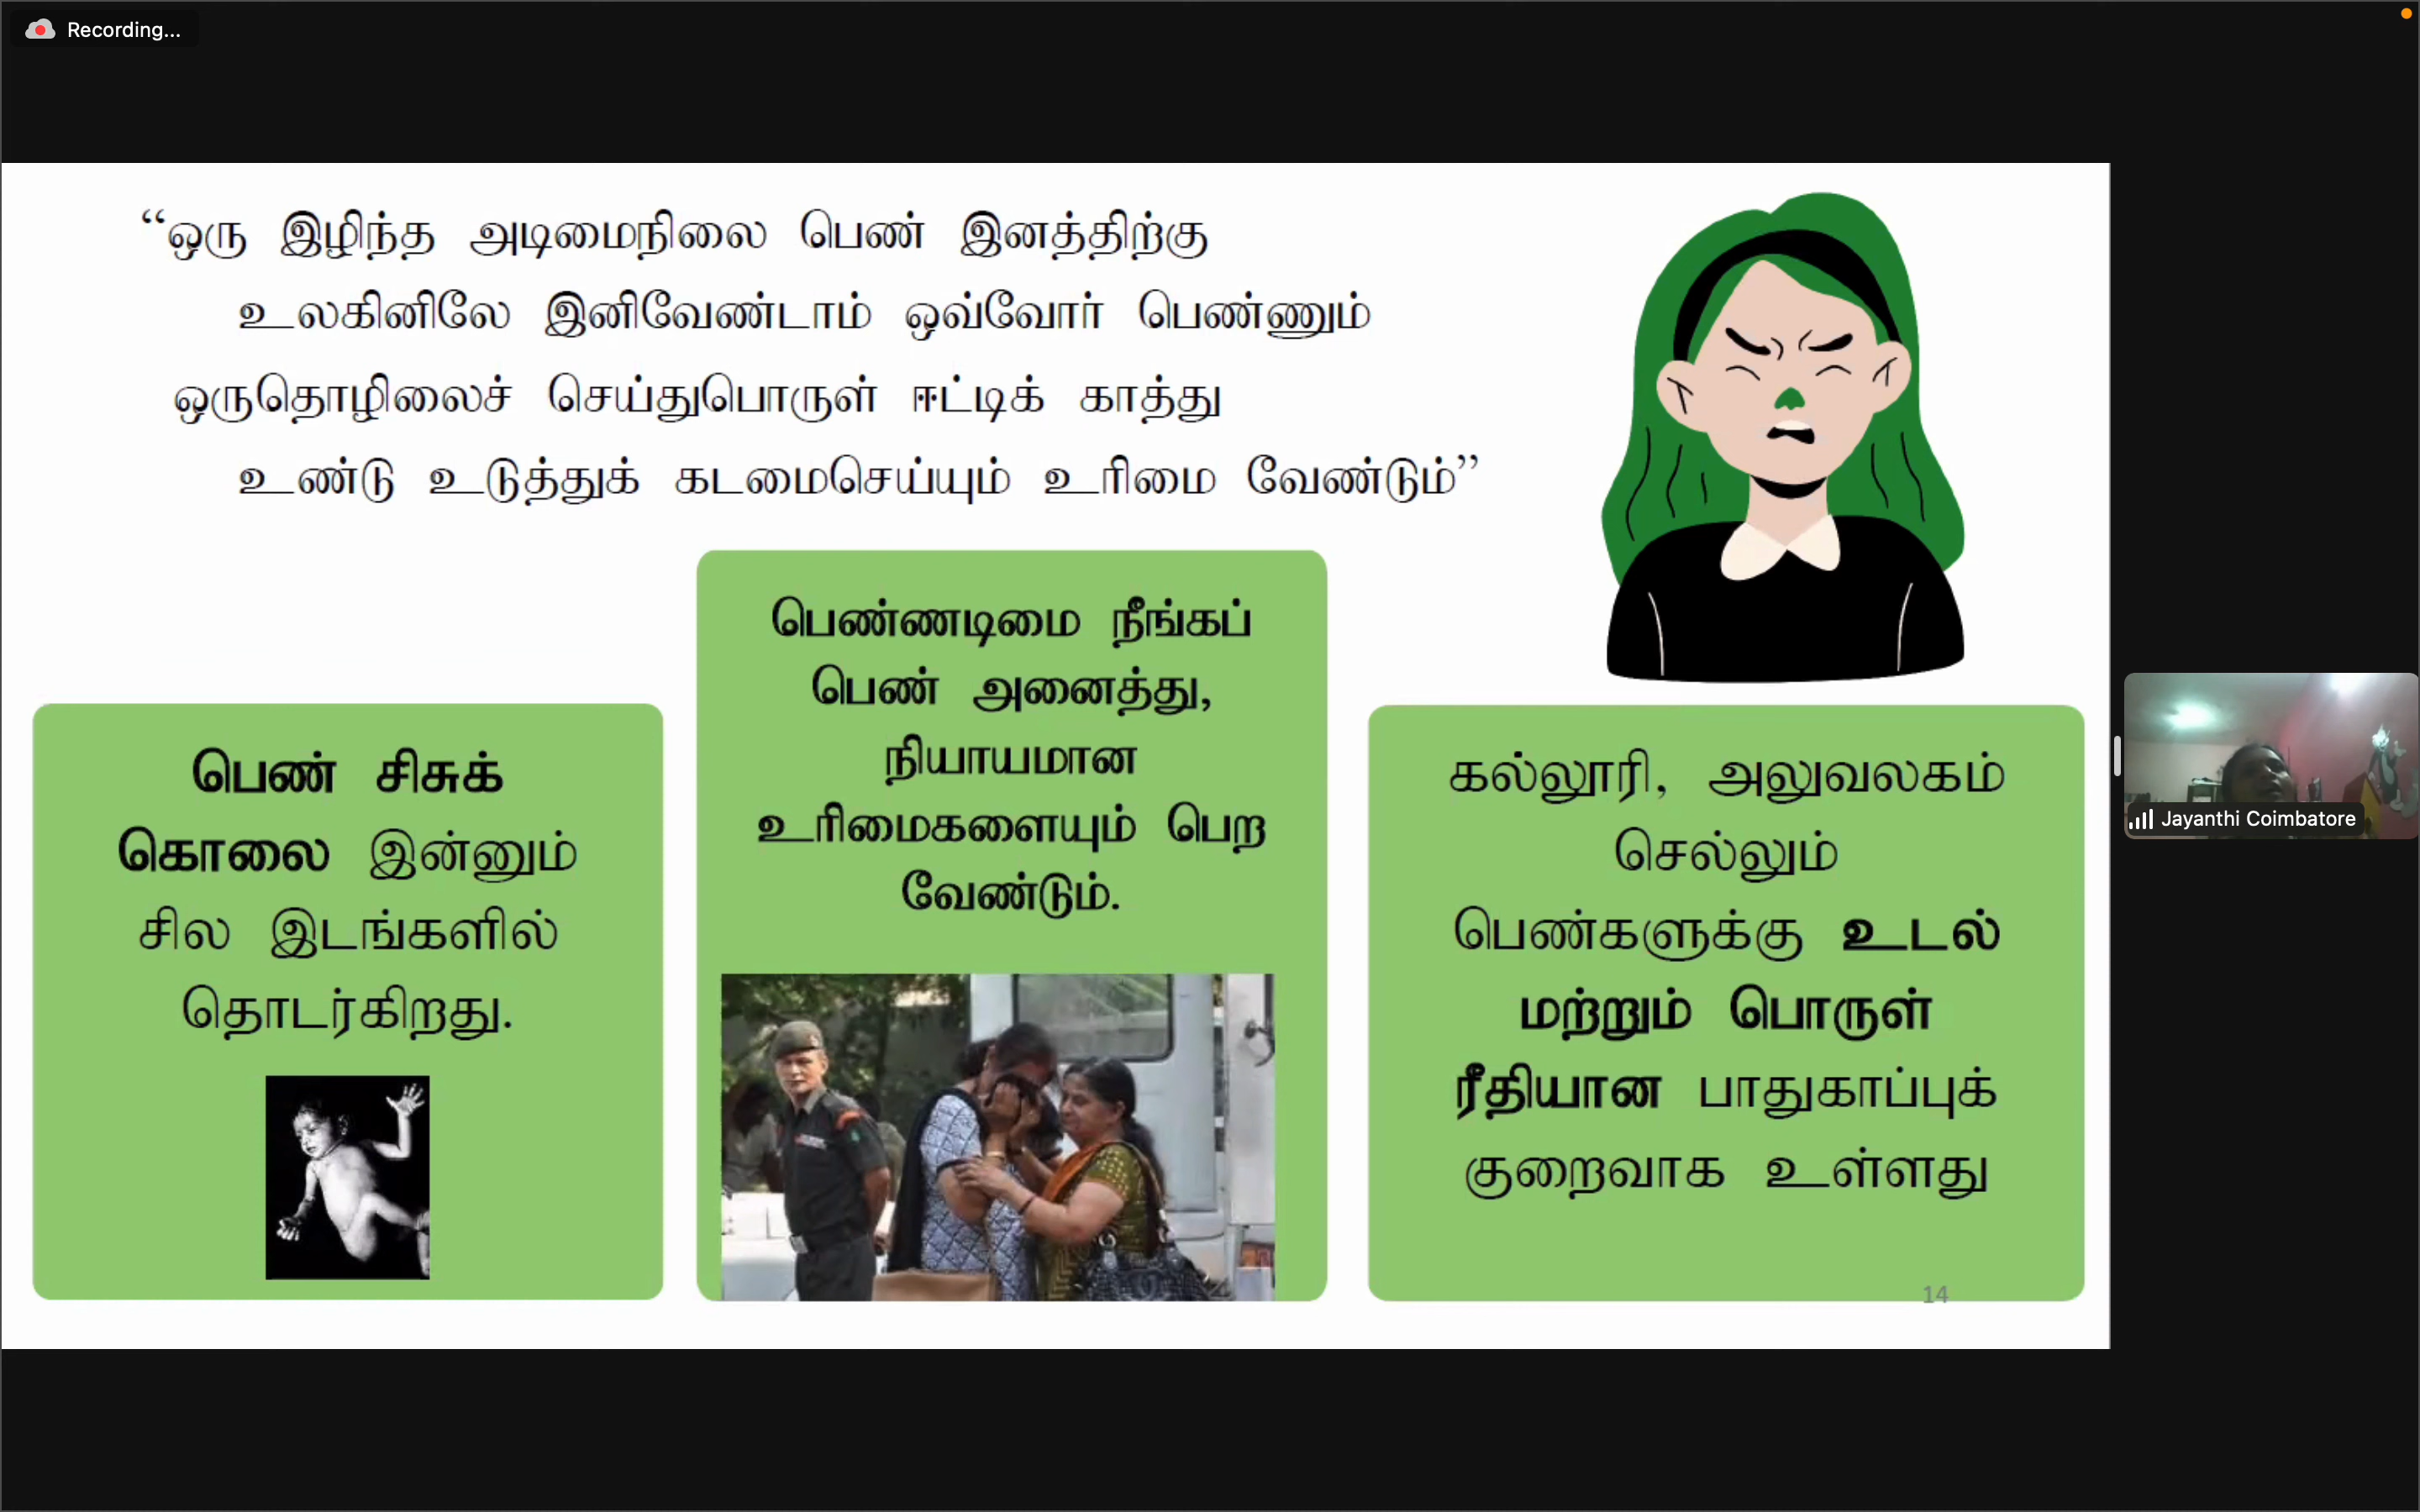 Recording...
“ஒரு இழிந்த அடிமைநிலை பெண் இனத்திற்கு
உலகினிலே இனிவேண்டாம் ஒவ்வோர் பெண்ணும்
ஒருதொழிலைச் செய்துபொருள் ஈட்டிக் காத்து
உண்டு உடுத்துக் கடமைசெய்யும் உரிமை வேண்டும்”
பெண் சிசுக்
கொலை இன்னும்
சில இடங்களில்
தொடர்கிறது.
பெண்ணடிமை நீங்கப்
பெண் அனைத்து,
நியாயமான
உரிமைகளையும் பெற
வேண்டும்.
கல்லூரி, அலுவலகம்
செல்லும்
பெண்களுக்கு உடல்
மற்றும் பொருள்
ரீதியான பாதுகாப்புக்
குறைவாக உள்ளது
14
Jayanthi Coimbatore